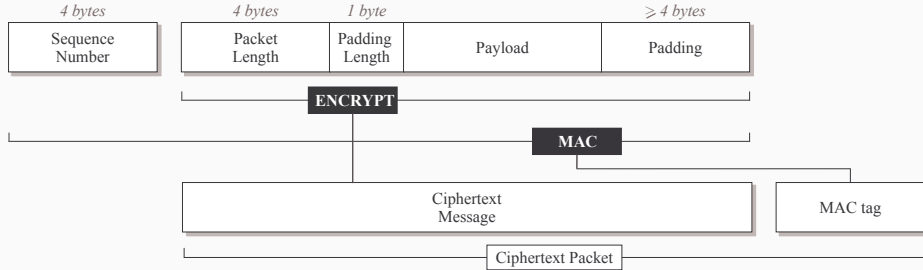 4 bytes
4 bytes
1 byte
⩾ 4 bytes
Sequence
Number
Packet
Length
Padding
Length
Payload
Padding
ENCRYPT
MAC
Ciphertext
Message
MAC tag
Ciphertext Packet